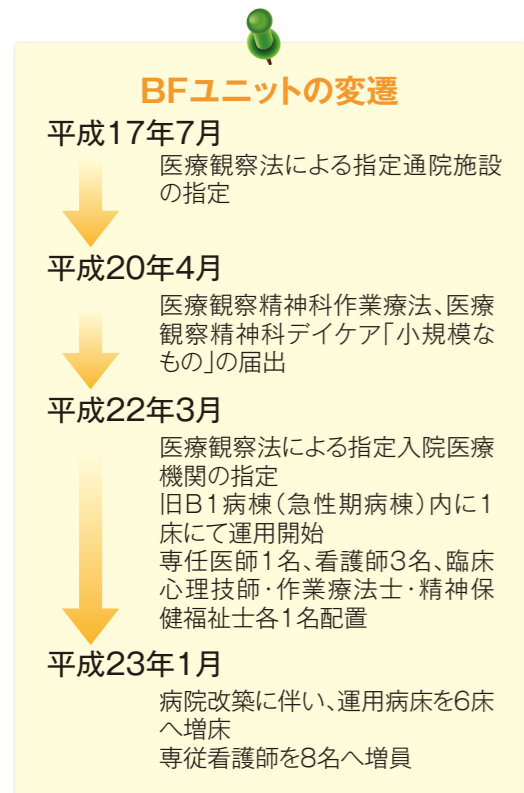 BFユニットの変遷
平成17年7月
医療観察法による指定通院施設
の指定
平成20年4月
医療観察精神科作業療法、医療
観察精神科デイケア「小規模な
もの」の届出
平成22年3月
医療観察法による指定入院医療
機関の指定
旧B1病棟(急性期病棟)内に1
床にて運用開始
専任医師1名、看護師3名、臨床
心理技師・作業療法士・精神保
健福祉士各1名配置
平成23年1月
病院改築に伴い、運用病床を6床
へ増床
専従看護師を8名へ増員